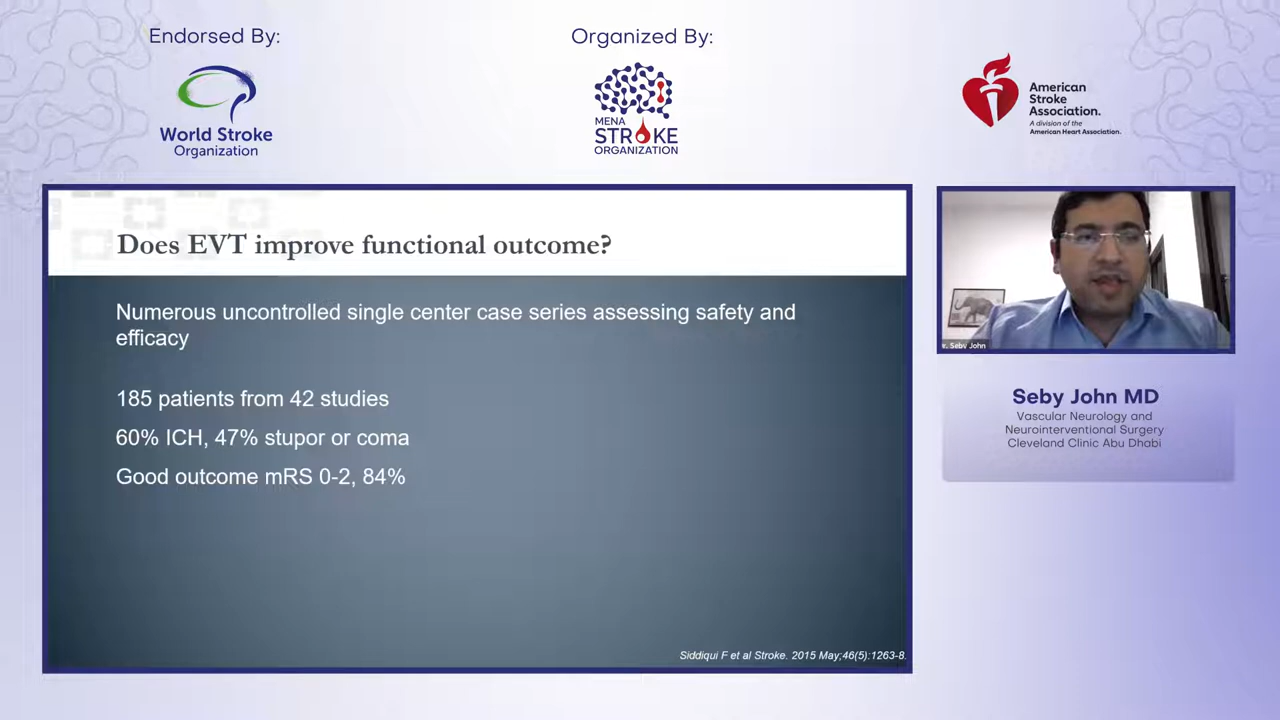 Endorsed By:
World Stroke
Organization
Organized By:
MENA
STROKE
ORGANIZATION
American
Stroke
Association.
A division of the
American Heart Association.
Does EVT improve functional outcome?
Numerous uncontrolled single center case series assessing safety and
efficacy
185 patients from 42 studies
60% ICH, 47% stupor or coma
Good outcome mRS 0-2, 84%
Siddiqui F et al Stroke. 2015 May;46(5):1263-8.
r. Seby John
Seby John MD
Vascular Neurology and
Neurointerventional Surgery
Cleveland Clinic Abu Dhabi